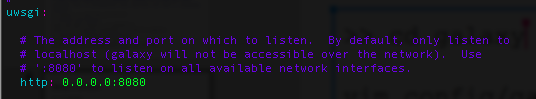 uwsgi:
# The address and port on which to listen.  By default, only listen to
# localhost (galaxy will not be accessible over the network).  Use
# ':8080' to listen on all available network interfaces.
http: 0.0.0.0:8080